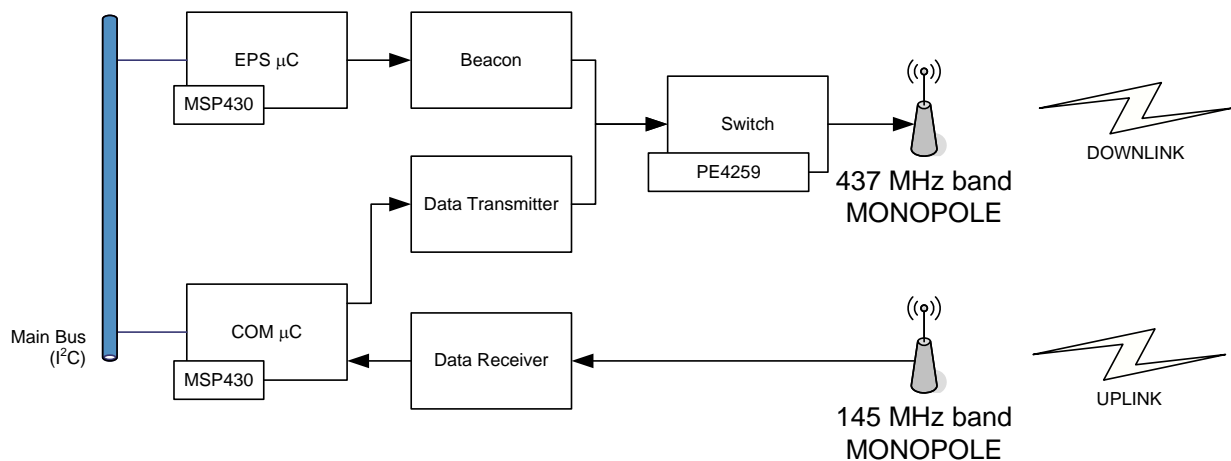 EPS μC
MSP430
Beacon
Switch
PE4259
437 MHz band
MONOPOLE
DOWNLINK
Data Transmitter
Main Bus
(I²C)
COM μC
MSP430
Data Receiver
145 MHz band
MONOPOLE
UPLINK